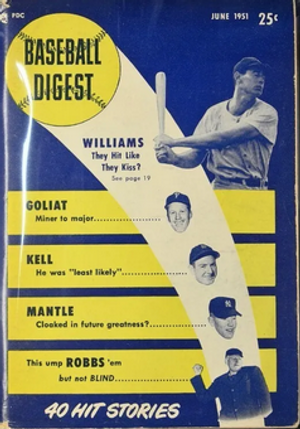 PDC
JUNE 1951 25¢
BASEBALL
DIGEST
WILLIAMS
They Hit Like
They Kiss?
See page 19
GOLIAT
Miner to major....................
KELL
He was "least likely"....................
MANTLE
Cloaked in future greatness?................
This ump ROBBS 'em
but not BLIND......................
40 HIT STORIES